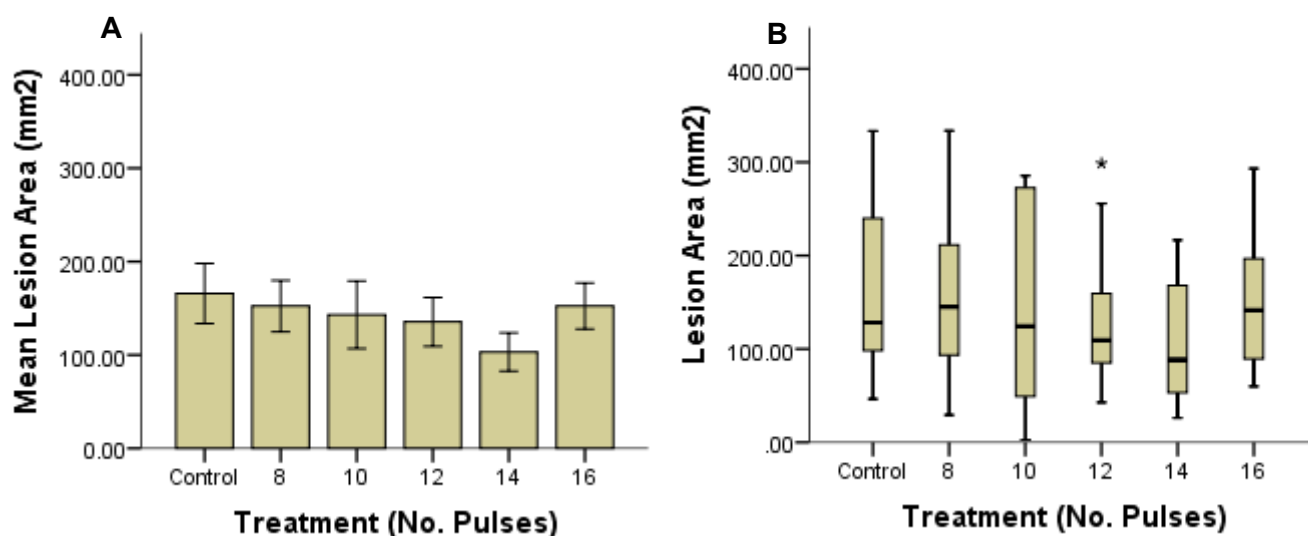 A
Mean Lesion Area (mm2)
400.00
300.00
200.00
100.00
0.00
Control 8 10 12 14 16
Treatment (No. Pulses)
B
Lesion Area (mm2)
400.00
300.00
200.00
100.00
.00
*
Control 8 10 12 14 16
Treatment (No. Pulses)